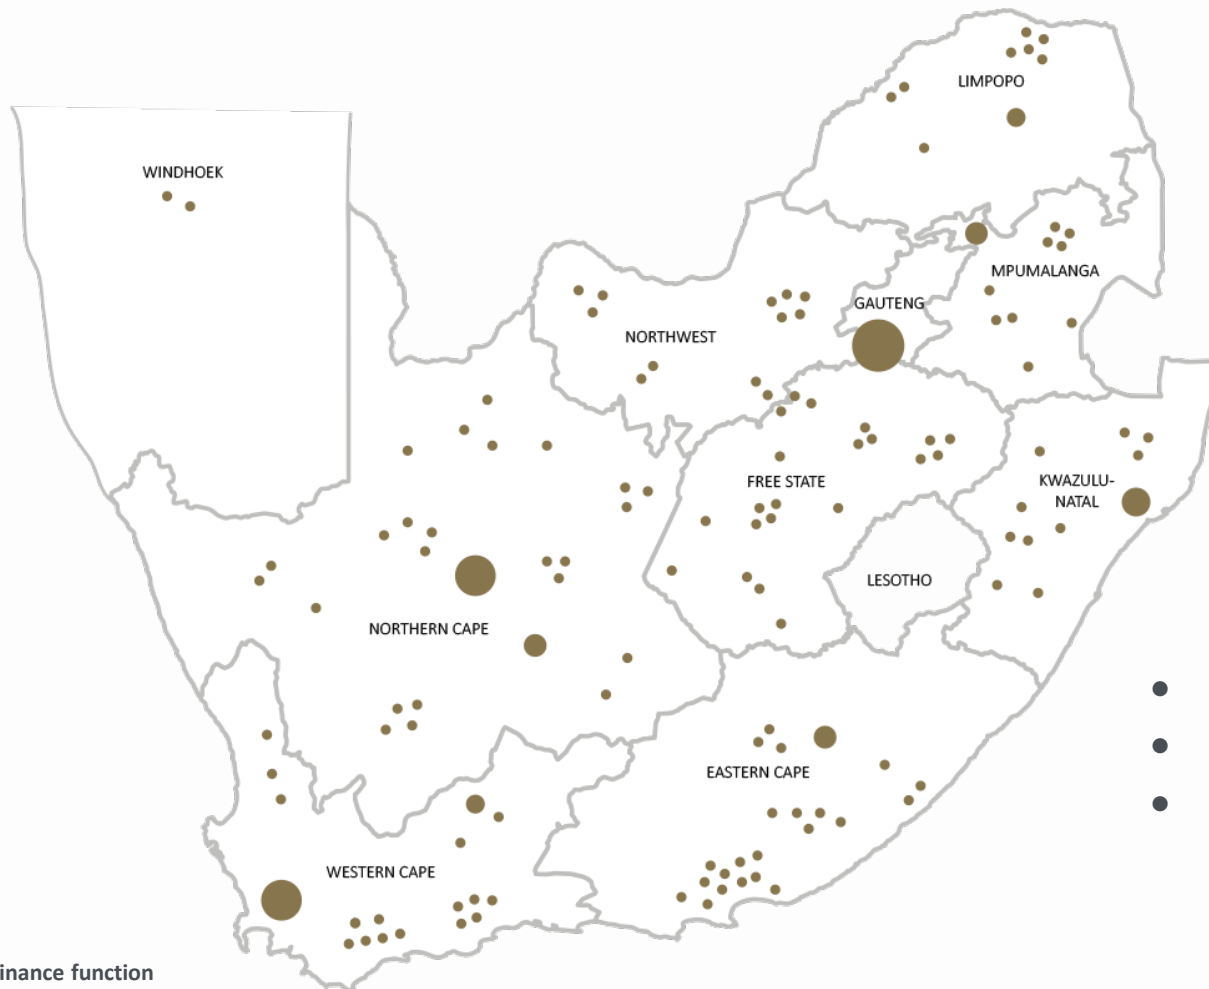 LIMPOPO
WINDHOEK
MPUMALANGA
GAUTENG
NORTHWEST
FREE STATE
KWAZULU-
NATAL
LESOTHO
NORTHERN CAPE
EASTERN CAPE
WESTERN CAPE
inance function